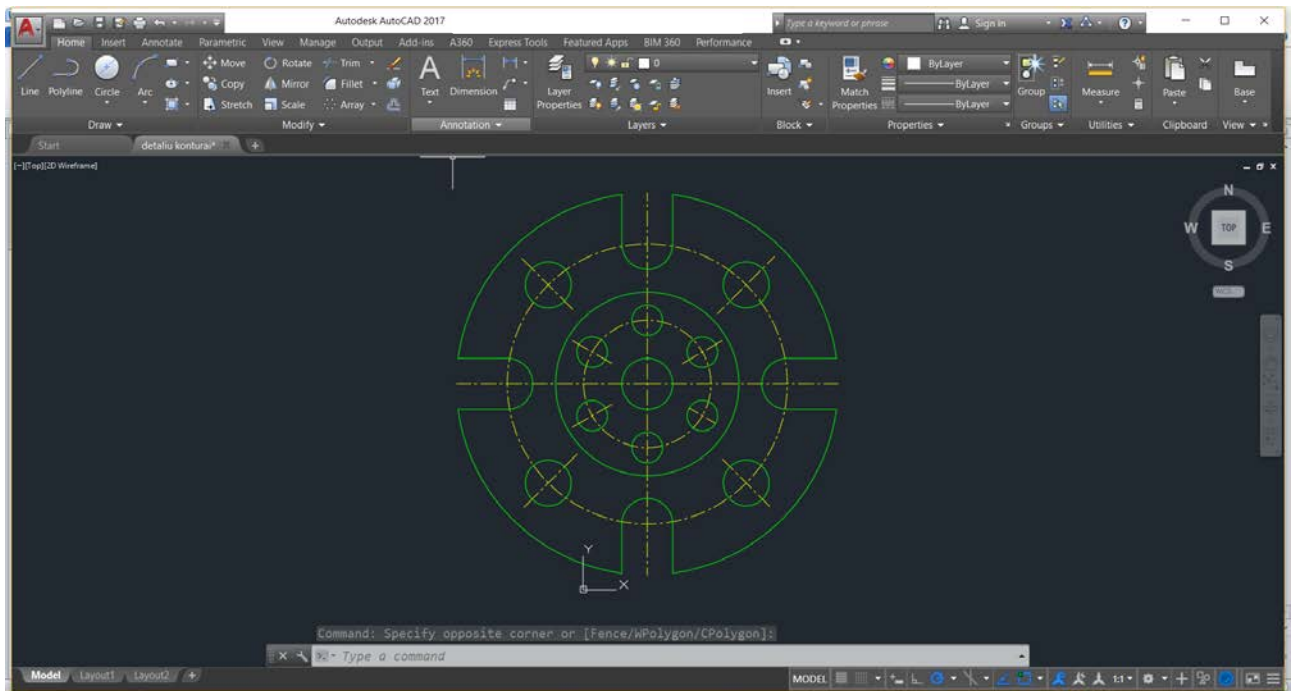 Autodesk AutoCAD 2017 Type a keyword or phrase Sign In
Home Insert Annotate Parametric View Manage Output Add-ins A360 Express Tools Featured Apps BIM 360 Performance
Line Polyline Circle Arc
Move Rotate Trim
Copy Mirror Fillet
Stretch Scale Array
Text Dimension
Layer Properties
0
Insert
Match Properties
ByLayer
ByLayer
ByLayer
Group Measure Paste Base
Draw Modify Annotation Layers Block Properties Groups Utilities Clipboard View
Start detaliu konturai*
[-][Top][2D Wireframe]
N
W TOP E
S
WCS
Y
X
Command: Specify opposite corner or [Fence/WPolygon/CPolygon]:
Type a command
Model Layout1 Layout2 + MODEL 1:1